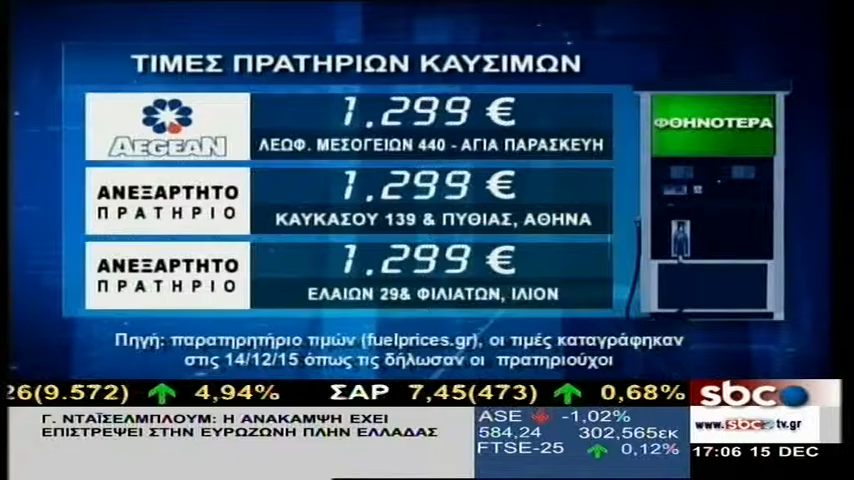 ΤΙΜΕΣ ΠΡΑΤΗΡΙΩΝ ΚΑΥΣΙΜΩΝ
AEGEAN
1.299 €
ΛΕΩΦ. ΜΕΣΟΓΕΙΩΝ 440 - ΑΓΙΑ ΠΑΡΑΣΚΕΥΗ
ΦΘΗΝΟΤΕΡΑ
ΑΝΕΞΑΡΤΗΤΟ
ΠΡΑΤΗΡΙΟ
1.299 €
ΚΑΥΚΑΣΟΥ 139 & ΠΥΘΙΑΣ, ΑΘΗΝΑ
ΑΝΕΞΑΡΤΗΤΟ
ΠΡΑΤΗΡΙΟ
1.299 €
ΕΛΑΙΩΝ 29& ΦΙΛΙΑΤΩΝ, ΙΛΙΟΝ
Πηγή: παρατηρητήριο τιμών (fuelprices.gr), οι τιμές καταγράφηκαν
στις 14/12/15 όπως τις δήλωσαν οι πρατηριούχοι
26(9.572) 4,94% ΣΑΡ 7,45(473) 0,68%
sbc
www.sbctv.gr
17:06 15 DEC
Γ. ΝΤΑΪΣΕΛΜΠΛΟΥΜ: Η ΑΝΑΚΑΜΨΗ ΕΧΕΙ
ΕΠΙΣΤΡΕΨΕΙ ΣΤΗΝ ΕΥΡΩΖΩΝΗ ΠΛΗΝ ΕΛΛΑΔΑΣ
ASE -1,02%
584,24 302,565εκ
FTSE-25 0,12%